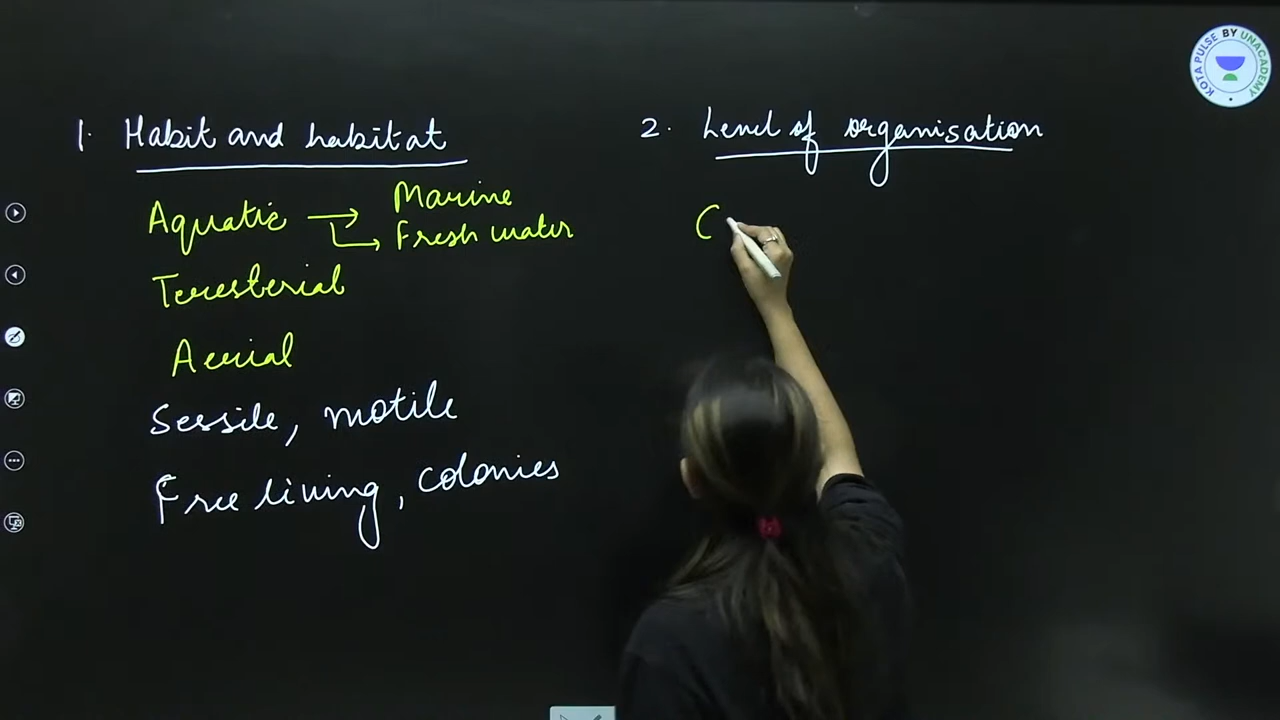 1. Habit and habitat
Aquatic → Marine
→ Fresh water
Teresterial
Aerial
Sessile, motile
Free living, colonies
2. Level of organisation
C
KOTA PULSE BY UNACADEMY